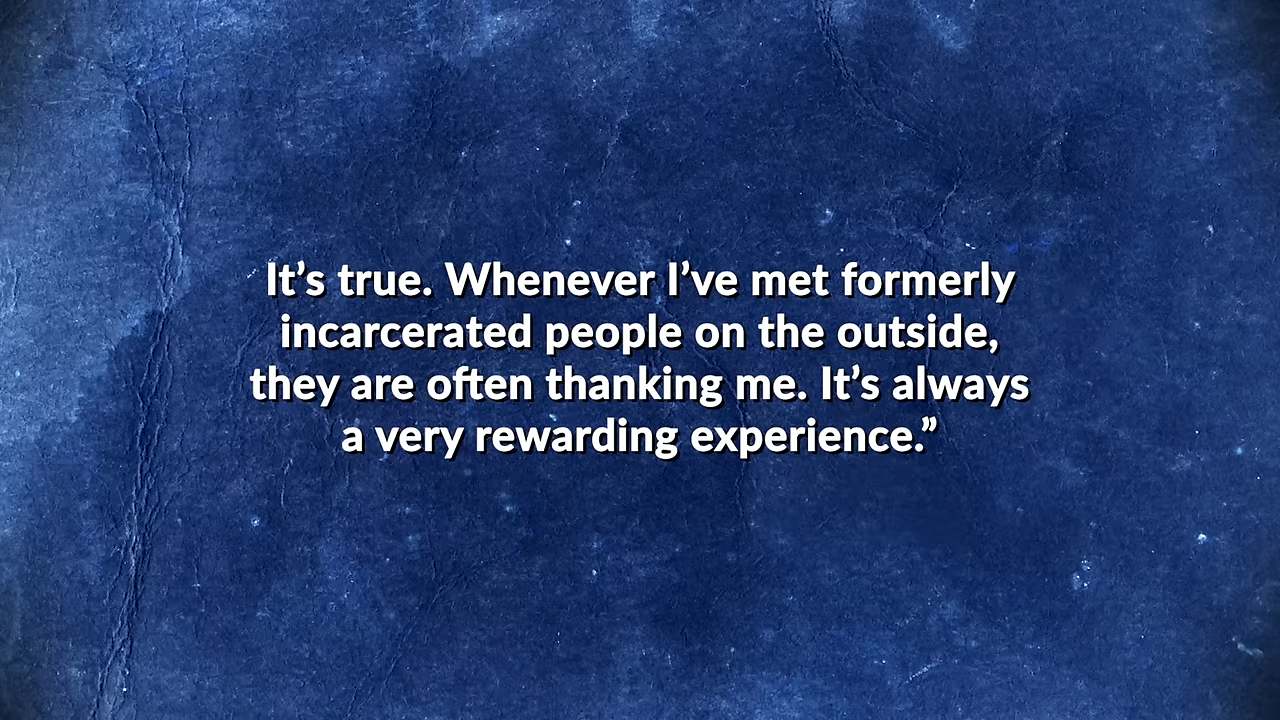 It’s true. Whenever I’ve met formerly
incarcerated people on the outside,
they are often thanking me. It’s always
a very rewarding experience.”